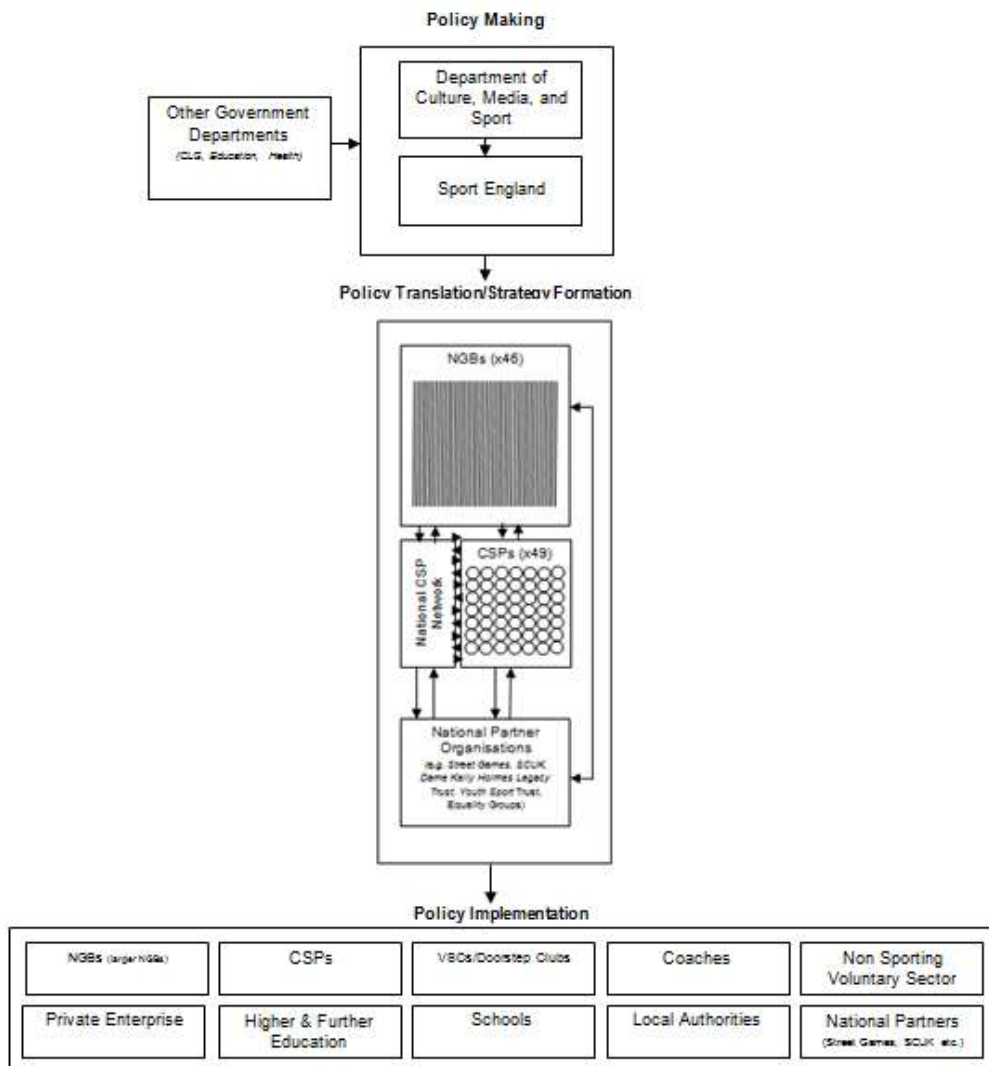 Policy Making
Department of
Culture, Media, and
Sport
Other Government
Departments
(CLG, Education, Health)
Sport England
Policy Translation/Strategy Formation
NGBs (x46)
National CSP
Network
CSPs (x49)
National Partner
Organisations
(e.g. Street Games, SCUK,
Dame Kelly Holmes Legacy
Trust, Youth Sport Trust,
Equality Groups)
Policy Implementation
NGBs (larger NGBs)
CSPs
VSCs/Doorstep Clubs
Coaches
Non Sporting
Voluntary Sector
Private Enterprise
Higher & Further
Education
Schools
Local Authorities
National Partners
(Street Games, SCUK etc.)